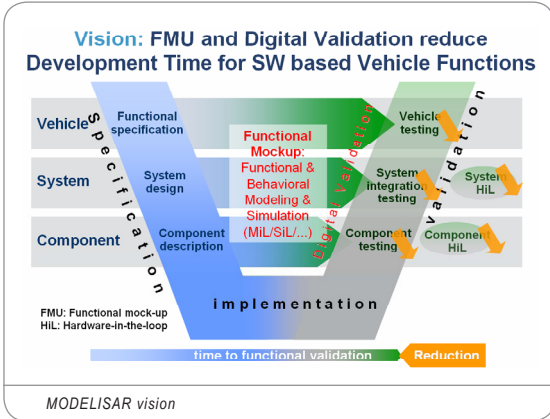 Vision: FMU and Digital Validation reduce
Development Time for SW based Vehicle Functions
Vehicle
Functional
specification
Vehicle
testing
System
System
design
System
integration
testing
System
HiL
Component
Component
description
Component
testing
Component
HiL
Specification
Functional
Mockup:
Functional &
Behavioral
Modeling &
Simulation
(MiL/SiL/...)
Digital Validation
validation
implementation
FMU: Functional mock-up
HiL: Hardware-in-the-loop
time to functional validation
Reduction
MODELISAR vision